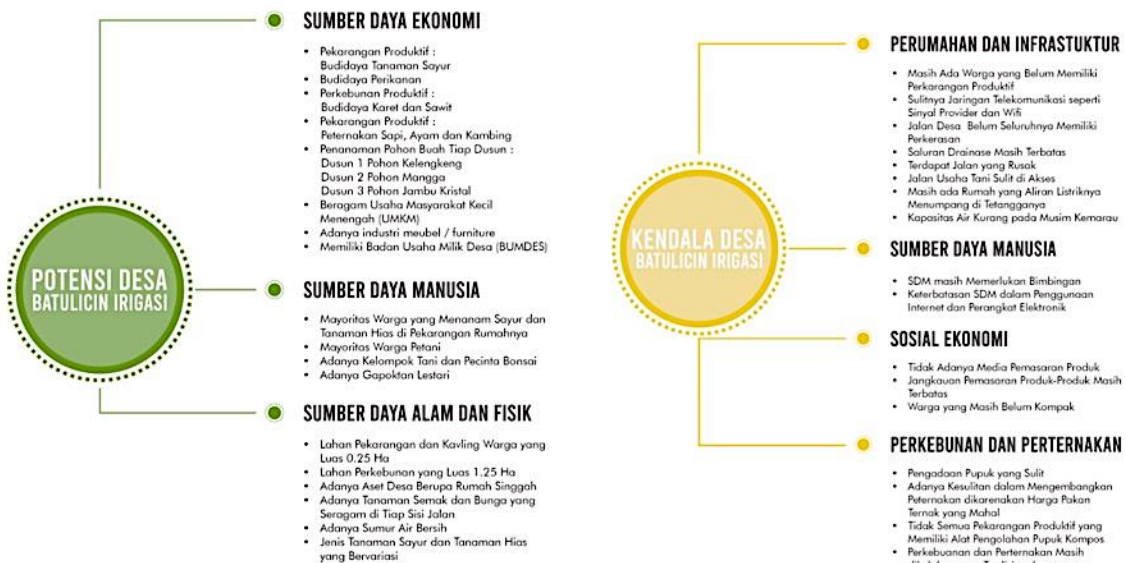 SUMBER DAYA EKONOMI
• Pekarangan Produktif :
Budidaya Tanaman Sayur
• Budidaya Perikanan
• Perkebunan Produktif :
Budidaya Karet dan Sawit
• Pekarangan Produktif :
Peternakan Sapi, Ayam dan Kambing
• Penanaman Pohon Buah Tiap Dusun :
Dusun 1 Pohon Kelengkeng
Dusun 2 Pohon Mangga
Dusun 3 Pohon Jambu Kristal
• Beragam Usaha Masyarakat Kecil
Menengah (UMKM)
• Adanya industri meubel / furniture
• Memiliki Badan Usaha Milik Desa (BUMDES)
POTENSI DESA
BATULICIN IRIGASI
SUMBER DAYA MANUSIA
• Mayoritas Warga yang Menanam Sayur dan
Tanaman Hias di Pekarangan Rumahnya
• Mayoritas Warga Petani
• Adanya Kelompok Tani dan Pecinta Bonsai
• Adanya Gapoktan Lestari
SUMBER DAYA ALAM DAN FISIK
• Lahan Pekarangan dan Kavling Warga yang
Luas 0.25 Ha
• Lahan Perkebunan yang Luas 1.25 Ha
• Adanya Aset Desa Berupa Rumah Singgah
• Adanya Tanaman Semak dan Bunga yang
Seragam di Tiap Sisi Jalan
• Adanya Sumur Air Bersih
• Jenis Tanaman Sayur dan Tanaman Hias
yang Bervariasi
PERUMAHAN DAN INFRASTUKTUR
• Masih Ada Warga yang Belum Memiliki
Perkarangan Produktif
• Sulitnya Jaringan Telekomunikasi seperti
Sinyal Provider dan Wifi
• Jalan Desa Belum Seluruhnya Memiliki
Perkerasan
• Saluran Drainase Masih Terbatas
• Terdapat Jalan yang Rusak
• Jalan Usaha Tani Sulit di Akses
• Masih ada Rumah yang Aliran Listriknya
Menumpang di Tetangganya
• Kapasitas Air Kurang pada Musim Kemarau
KENDALA DESA
BATULICIN IRIGASI
SUMBER DAYA MANUSIA
• SDM masih Memerlukan Bimbingan
• Keterbatasan SDM dalam Penggunaan
Internet dan Perangkat Elektronik
SOSIAL EKONOMI
• Tidak Adanya Media Pemasaran Produk
• Jangkauan Pemasaran Produk-Produk Masih
Terbatas
• Warga yang Masih Belum Kompak
PERKEBUNAN DAN PERTERNAKAN
• Pengadaan Pupuk yang Sulit
• Adanya Kesulitan dalam Mengembangkan
Peternakan dikarenakan Harga Pakan
Ternak yang Mahal
• Tidak Semua Pekarangan Produktif yang
Memiliki Alat Pengolahan Pupuk Kompos
• Perkebuanan dan Perternakan Masih